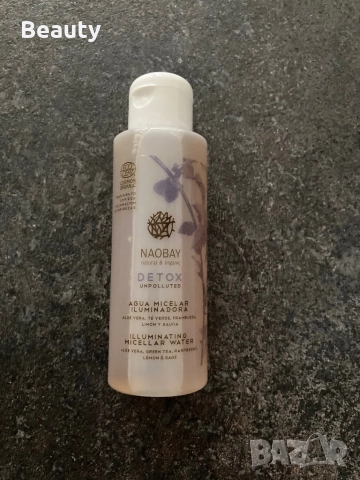 Beauty
NAOBAY
natural & organic
DETOX
UNPOLLUTED
AGUA MICELAR
ILUMINADORA
ALOE VERA, TÉ VERDE, FRAMBUESA,
LIMÓN Y SALVIA
ILLUMINATING
MICELLAR WATER
ALOE VERA, GREEN TEA, RASPBERRY,
LEMON & SAGE
BAZAR